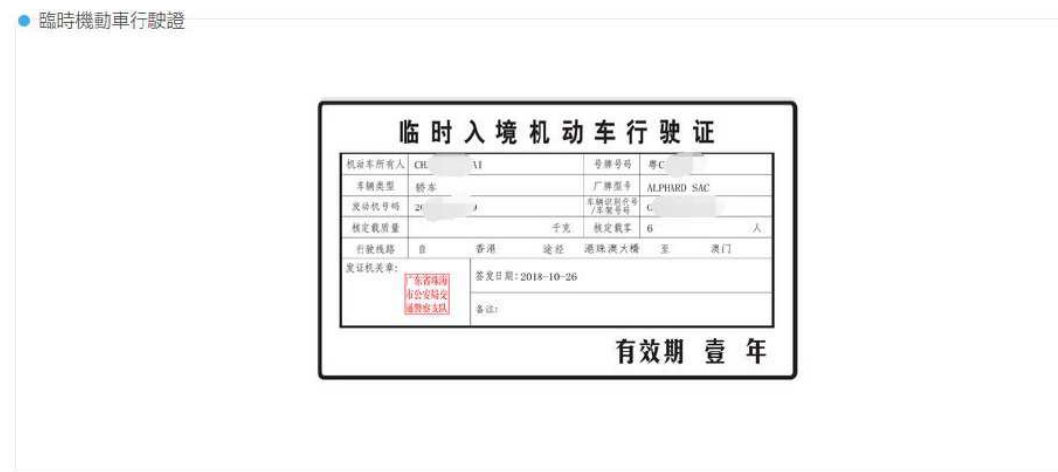 臨時機動車行駛證
临时入境机动车行驶证
机动车所有人 CH AI 号牌号码 粤C
车辆类型 轿车 厂牌型号 ALPHARD SAC
发动机号码 20 9 车辆识别代号/车架号码
核定载质量 千克 核定载客 6 人
行驶线路 自 香港 途经 港珠澳大橋 至 澳门
发证机关章: 签发日期:2018-10-26
广东省珠海
市公安局交
通警察支队
备注:
有效期 壹 年